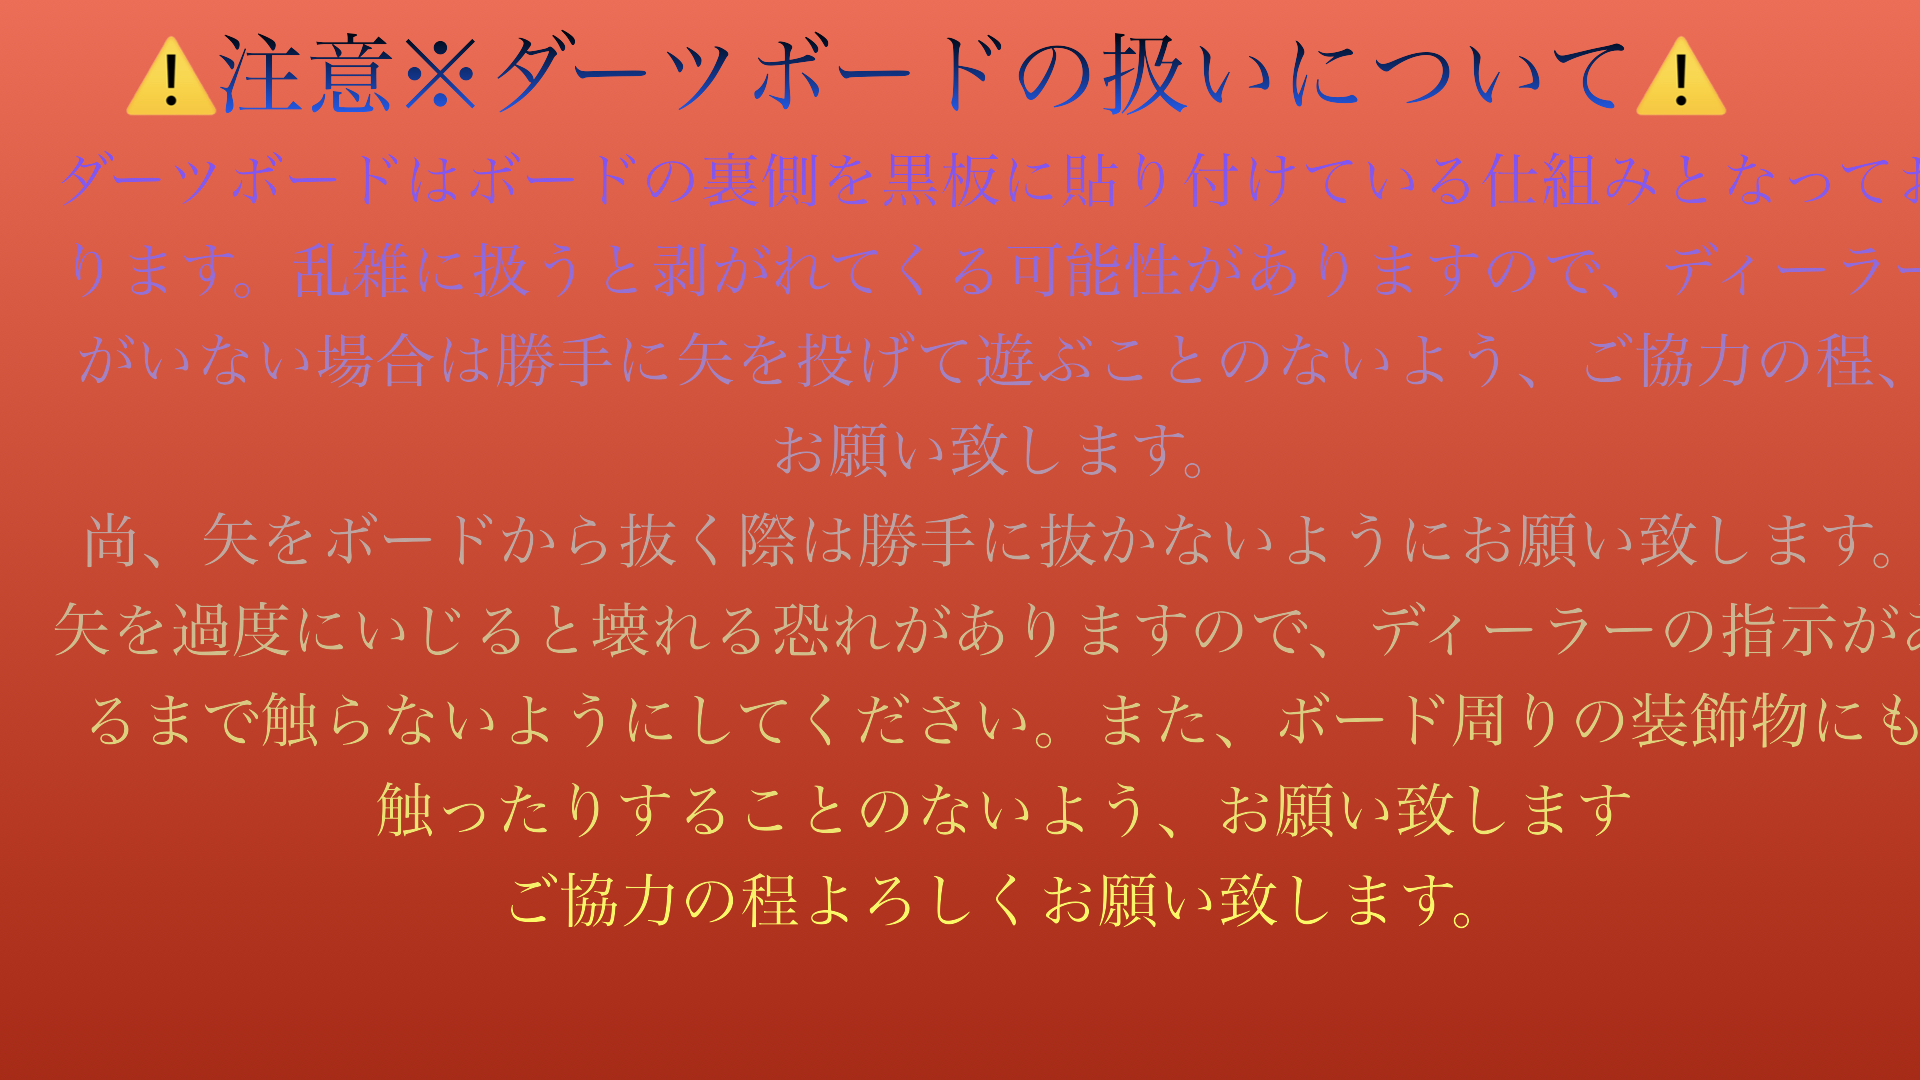 ⚠️注意※ダーツボードの扱いについて⚠️
ダーツボードはボードの裏側を黒板に貼り付けている仕組みとなってお
ります。乱雑に扱うと剥がれてくる可能性がありますので、ディーラー
がいない場合は勝手に矢を投げて遊ぶことのないよう、ご協力の程、
お願い致します。
尚、矢をボードから抜く際は勝手に抜かないようにお願い致します。
矢を過度にいじると壊れる恐れがありますので、ディーラーの指示があ
るまで触らないようにしてください。また、ボード周りの装飾物にも
触ったりすることのないよう、お願い致します
ご協力の程よろしくお願い致します。